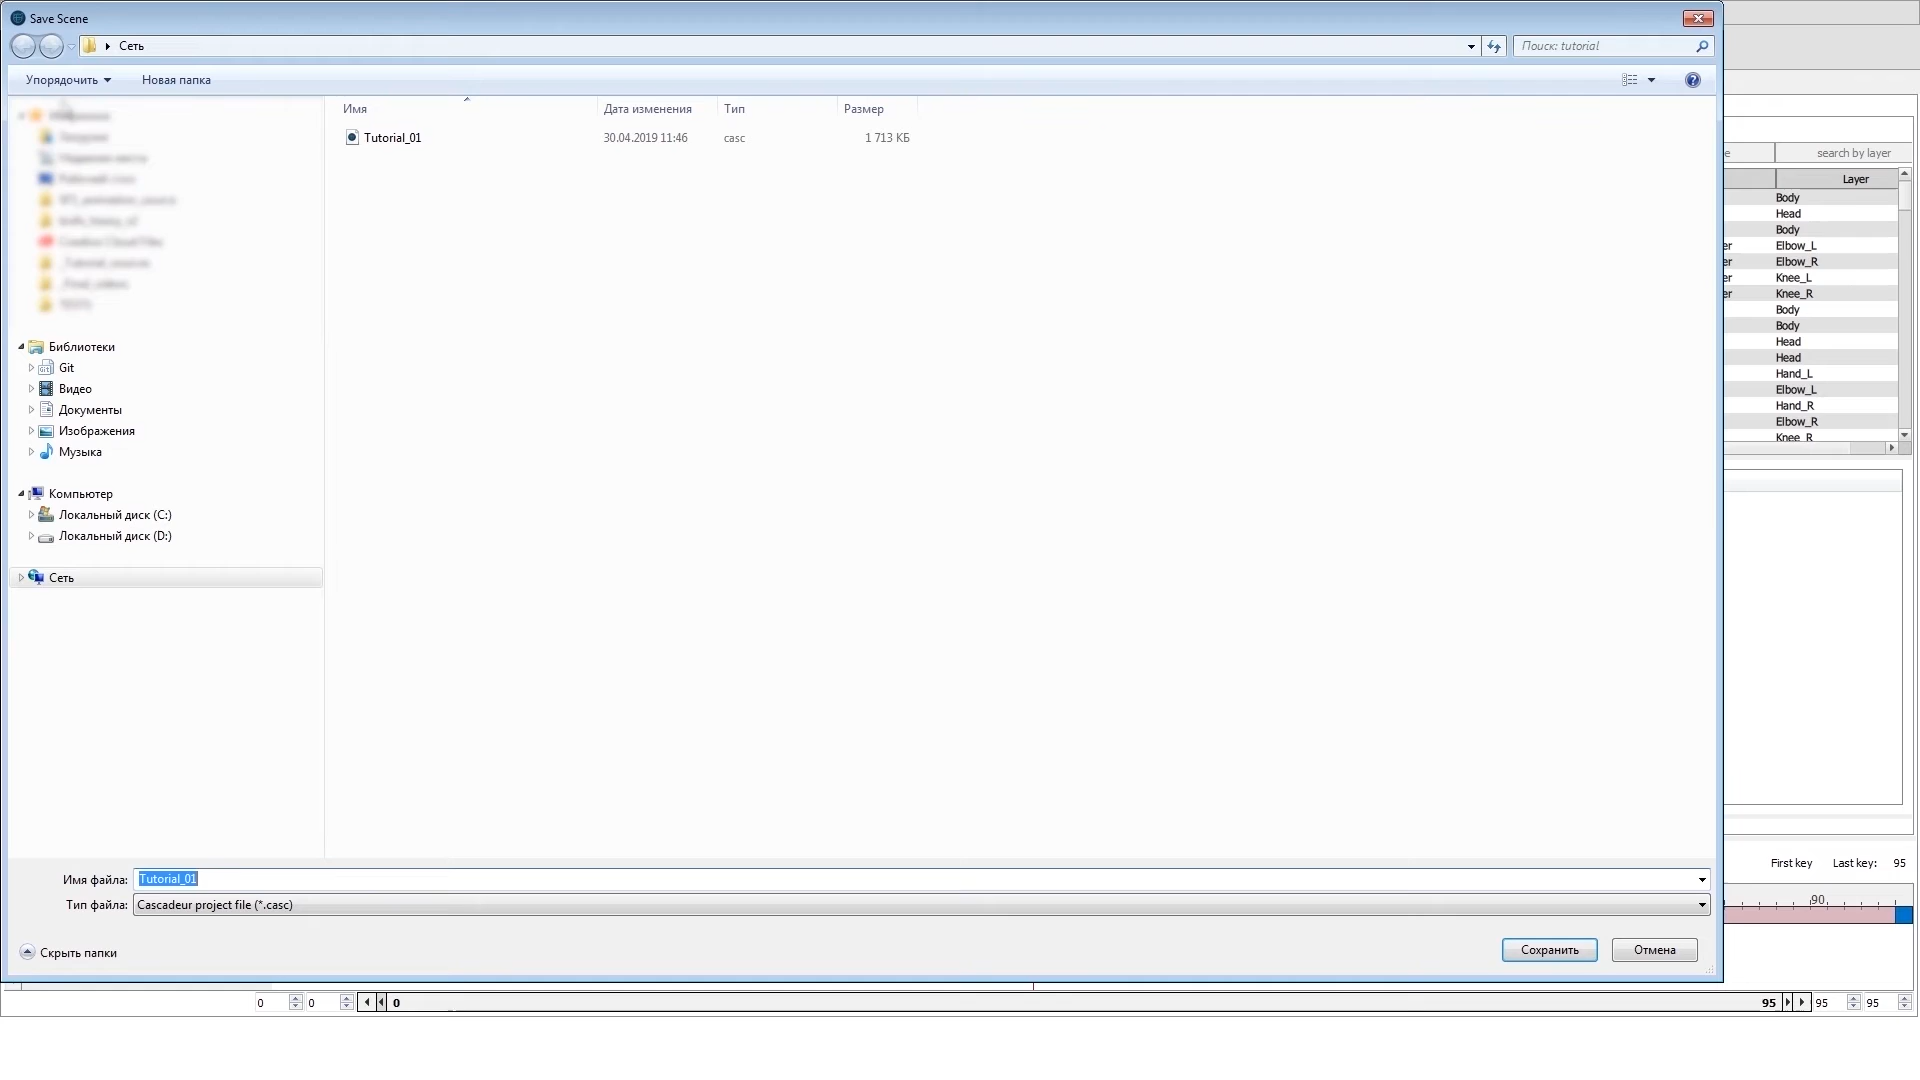 Save Scene
Сеть
Поиск: tutorial
Упорядочить
Новая папка
Имя
Дата изменения
Тип
Размер
Tutorial_01
30.04.2019 11:46
casc
1 713 КБ
Библиотеки
Git
Видео
Документы
Изображения
Музыка
Компьютер
Локальный диск (C:)
Локальный диск (D:)
Сеть
search by layer
Layer
Body
Head
Body
er Elbow_L
er Elbow_R
er Knee_L
er Knee_R
Body
Body
Head
Head
Hand_L
Elbow_L
Hand_R
Elbow_R
Knee_R
Имя файла: Tutorial_01
Тип файла: Cascadeur project file (*.casc)
Скрыть папки
Сохранить
Отмена
First key
Last key: 95
90
0
0
0
95
95
95